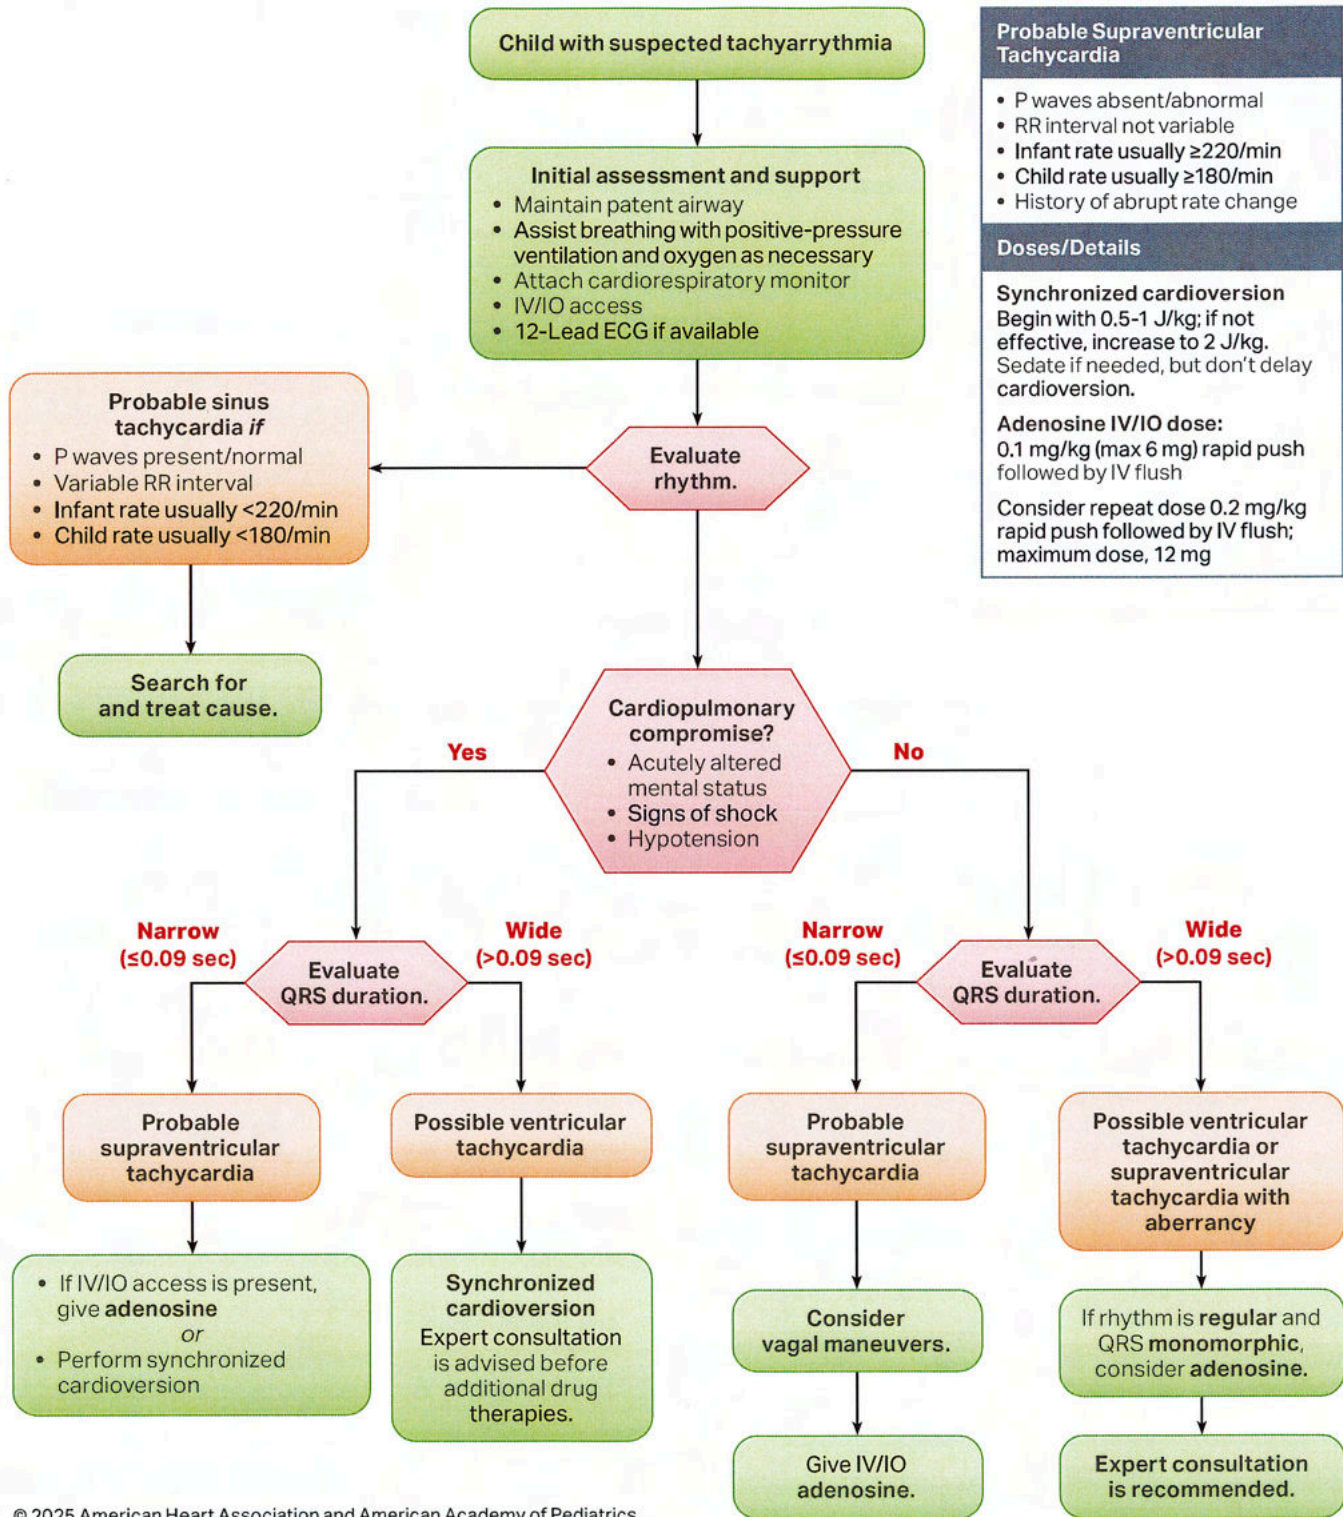 Child with suspected tachyarrythmia
Initial assessment and support
• Maintain patent airway
• Assist breathing with positive-pressure
ventilation and oxygen as necessary
• Attach cardiorespiratory monitor
• IV/IO access
• 12-Lead ECG if available
Probable Supraventricular
Tachycardia
• P waves absent/abnormal
• RR interval not variable
• Infant rate usually ≥220/min
• Child rate usually ≥180/min
• History of abrupt rate change
Doses/Details
Synchronized cardioversion
Begin with 0.5-1 J/kg; if not
effective, increase to 2 J/kg.
Sedate if needed, but don't delay
cardioversion.
Adenosine IV/IO dose:
0.1 mg/kg (max 6 mg) rapid push
followed by IV flush
Consider repeat dose 0.2 mg/kg
rapid push followed by IV flush;
maximum dose, 12 mg
Evaluate
rhythm.
Probable sinus
tachycardia if
• P waves present/normal
• Variable RR interval
• Infant rate usually <220/min
• Child rate usually <180/min
Search for
and treat cause.
Cardiopulmonary
compromise?
• Acutely altered
mental status
• Signs of shock
• Hypotension
Yes
No
Narrow
(≤0.09 sec)
Evaluate
QRS duration.
Wide
(>0.09 sec)
Narrow
(≤0.09 sec)
Evaluate
QRS duration.
Wide
(>0.09 sec)
Probable
supraventricular
tachycardia
Possible ventricular
tachycardia
Probable
supraventricular
tachycardia
Possible ventricular
tachycardia or
supraventricular
tachycardia with
aberrancy
• If IV/IO access is present,
give adenosine
or
• Perform synchronized
cardioversion
Synchronized
cardioversion
Expert consultation
is advised before
additional drug
therapies.
Consider
vagal maneuvers.
If rhythm is regular and
QRS monomorphic,
consider adenosine.
Give IV/IO
adenosine.
Expert consultation
is recommended.
© 2025 American Heart Association and American Academy of Pediatrics